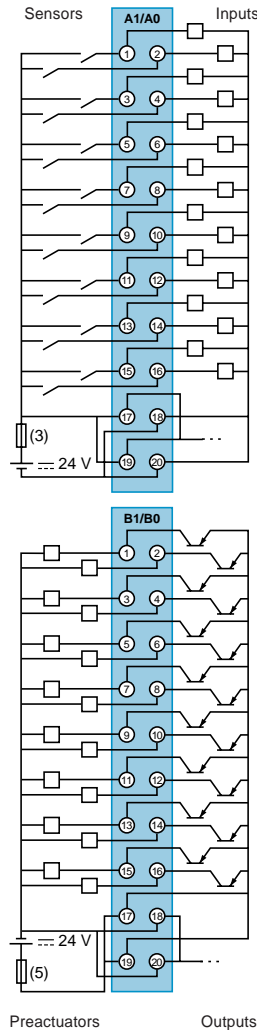 Sensors
A1/A0
Inputs
1 2
3 4
5 6
7 8
9 10
11 12
13 14
15 16
17 18
(3)
24 V
19 20
B1/B0
1 2
3 4
5 6
7 8
9 10
11 12
13 14
15 16
17 18
24 V
(5)
19 20
Preactuators
Outputs